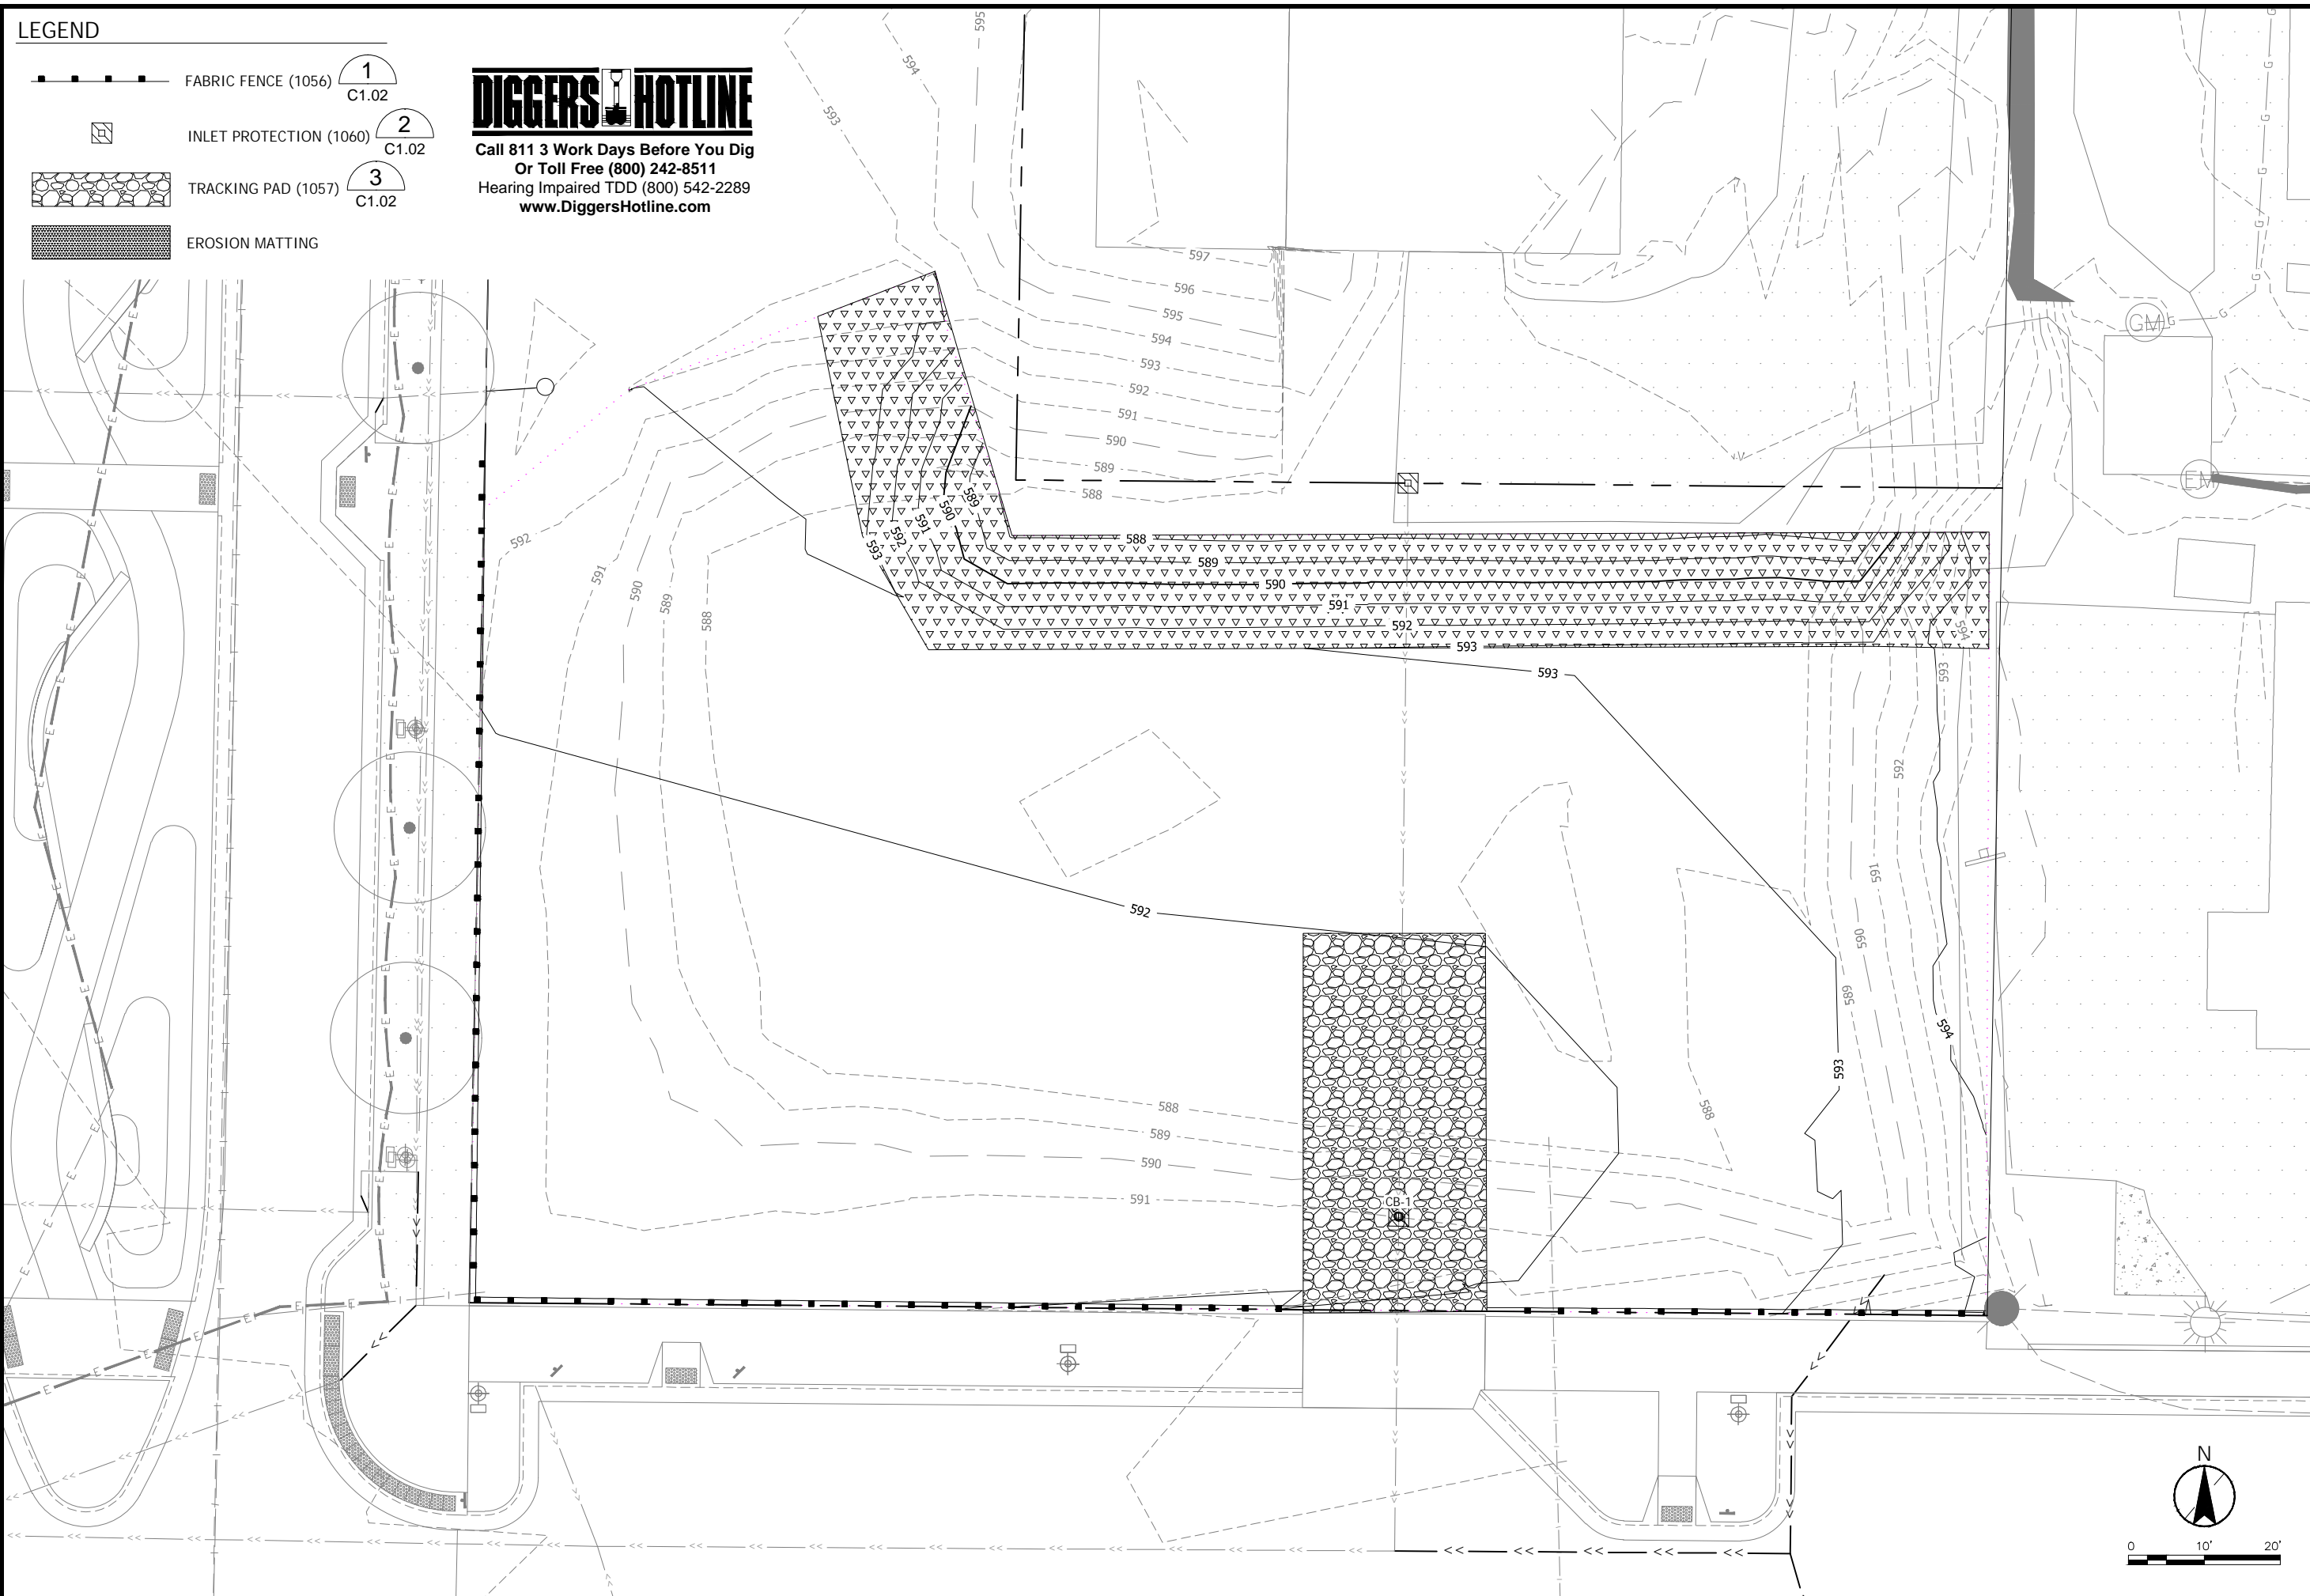 LEGEND
FABRIC FENCE (1056)
1
C1.02
INLET PROTECTION (1060)
2
C1.02
TRACKING PAD (1057)
3
C1.02
EROSION MATTING
DIGGERS HOTLINE
Call 811 3 Work Days Before You Dig
Or Toll Free (800) 242-8511
Hearing Impaired TDD (800) 542-2289
www.DiggersHotline.com
595
594
593
597
596
595
594
593
592
591
590
589
588
GM
EM
592
591
590
589
588
593
592
591
590
589
588
589
590
591
592
593
593
594
593
592
591
590
589
592
594
593
588
588
589
590
591
CB-1
N
0 10' 20'